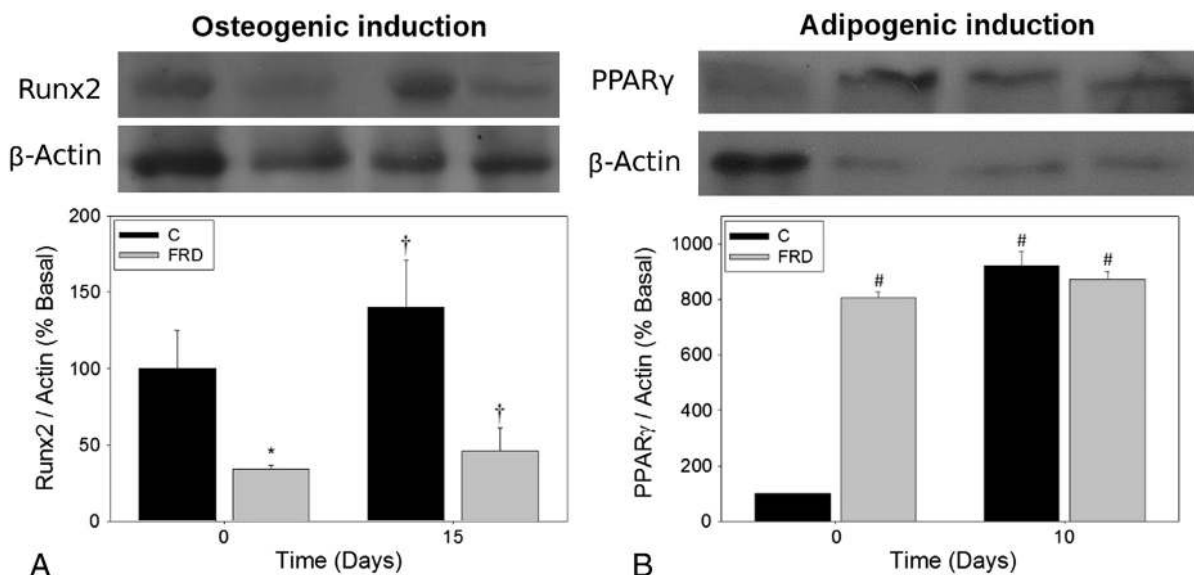 Osteogenic induction
Runx2
β-Actin
200
150
100
50
0
Runx2 / Actin (% Basal)
C
FRD
*
†
†
0
15
Time (Days)
A
Adipogenic induction
PPARγ
β-Actin
1000
800
600
400
200
0
PPARγ / Actin (% Basal)
C
FRD
#
#
#
0
10
Time (Days)
B